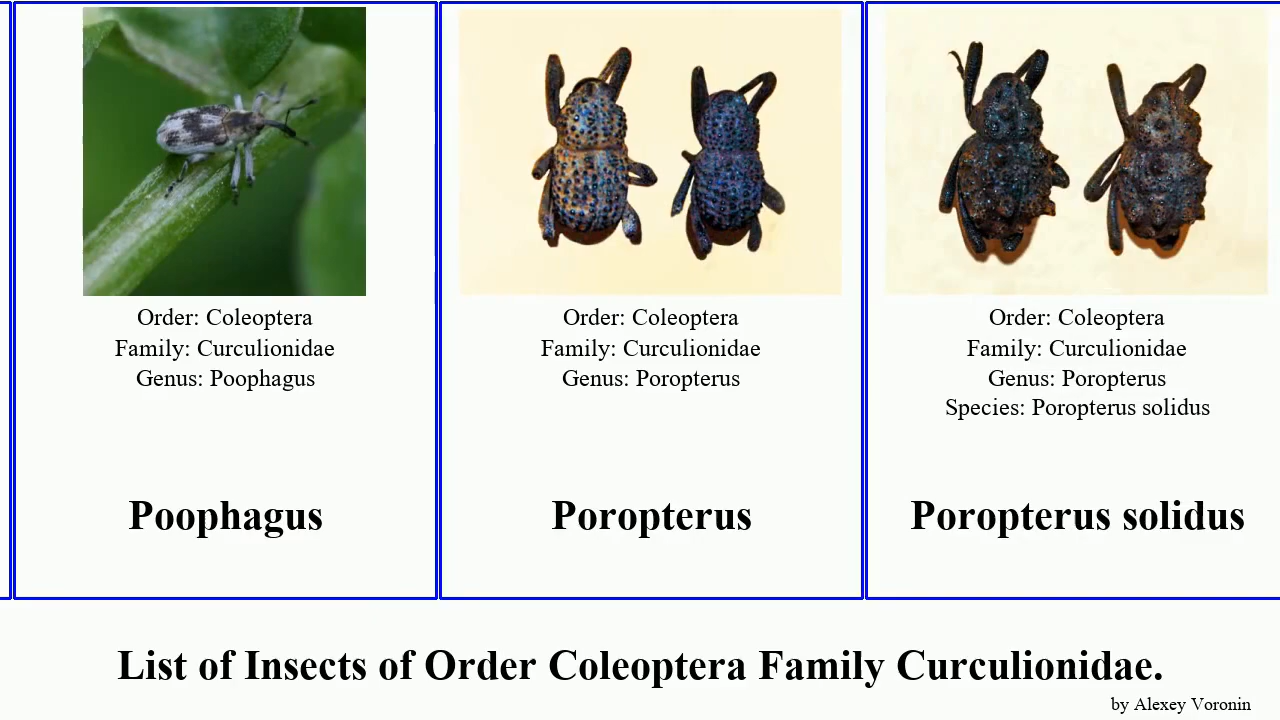 Order: Coleoptera
Family: Curculionidae
Genus: Poophagus
Poophagus
Order: Coleoptera
Family: Curculionidae
Genus: Poropterus
Poropterus
Order: Coleoptera
Family: Curculionidae
Genus: Poropterus
Species: Poropterus solidus
Poropterus solidus
List of Insects of Order Coleoptera Family Curculionidae.
by Alexey Voronin